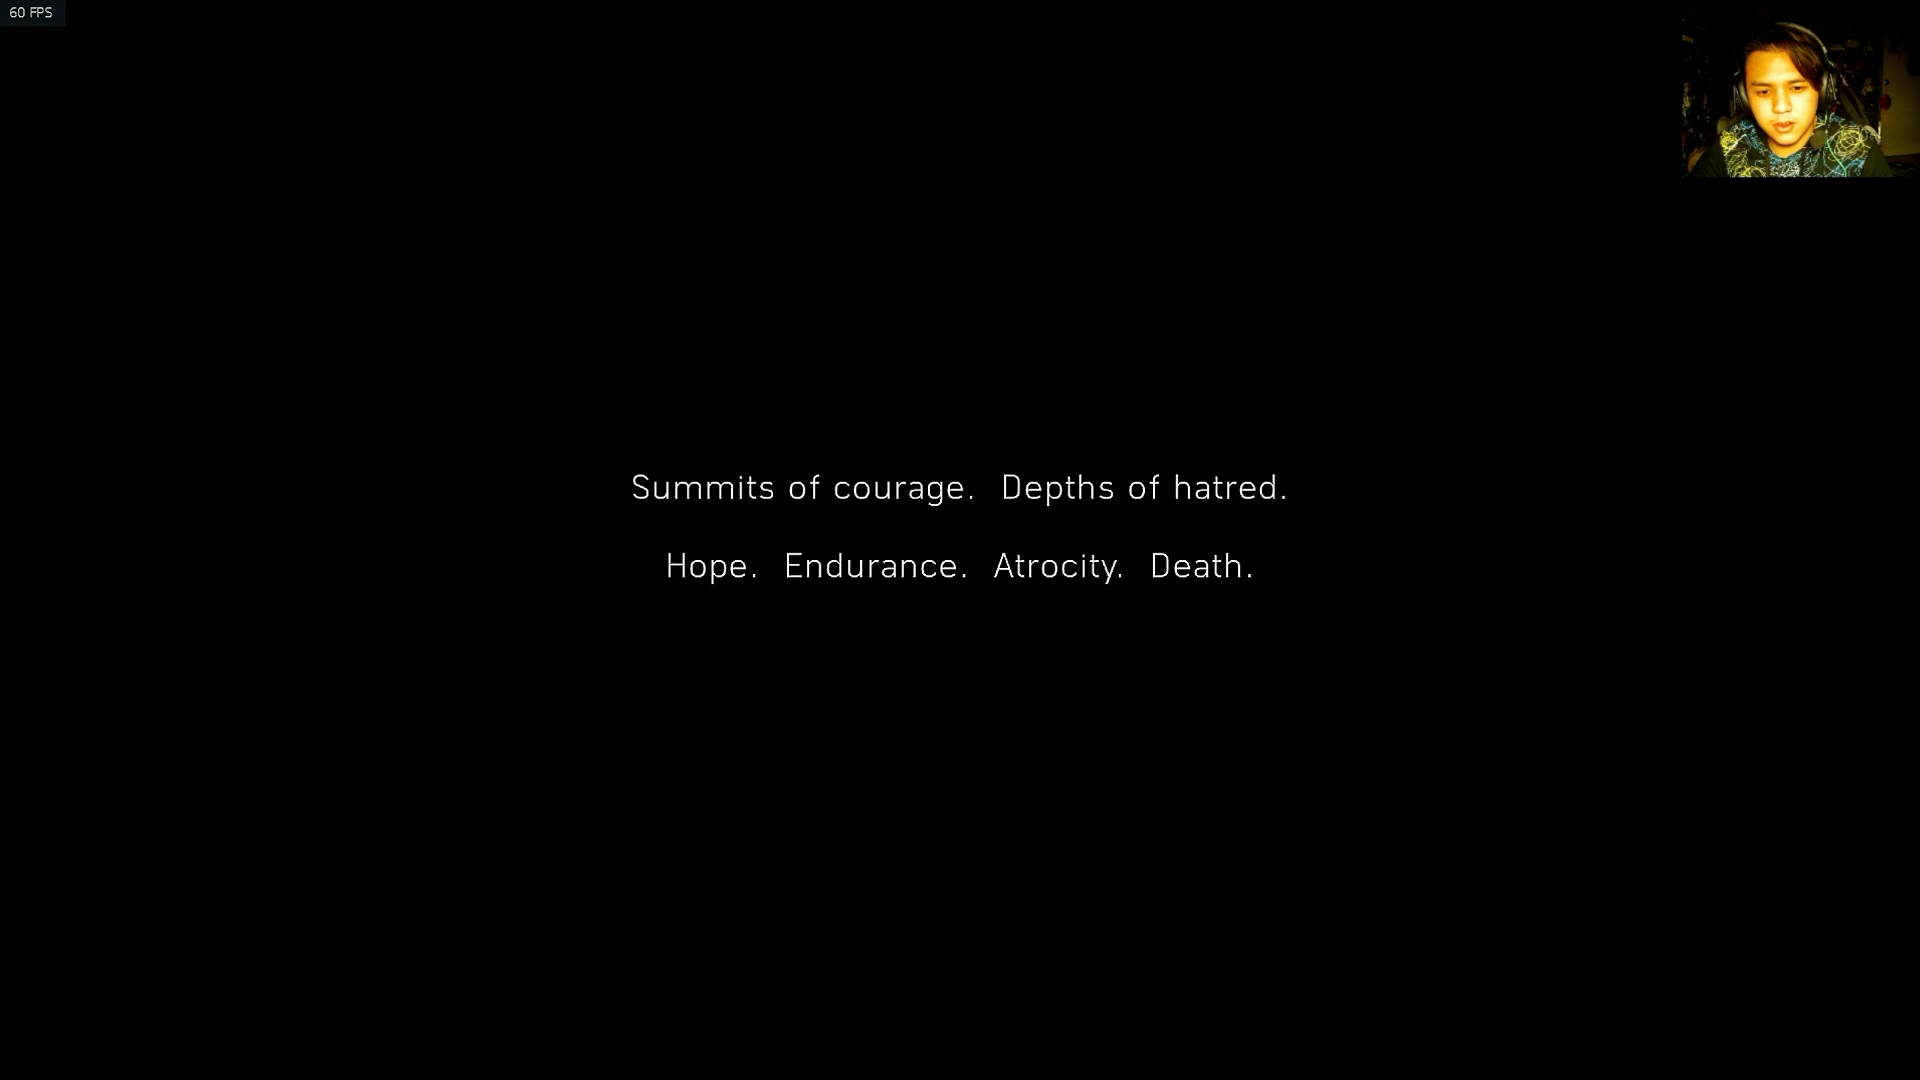 60 FPS
Summits of courage.  Depths of hatred.
Hope.  Endurance.  Atrocity.  Death.